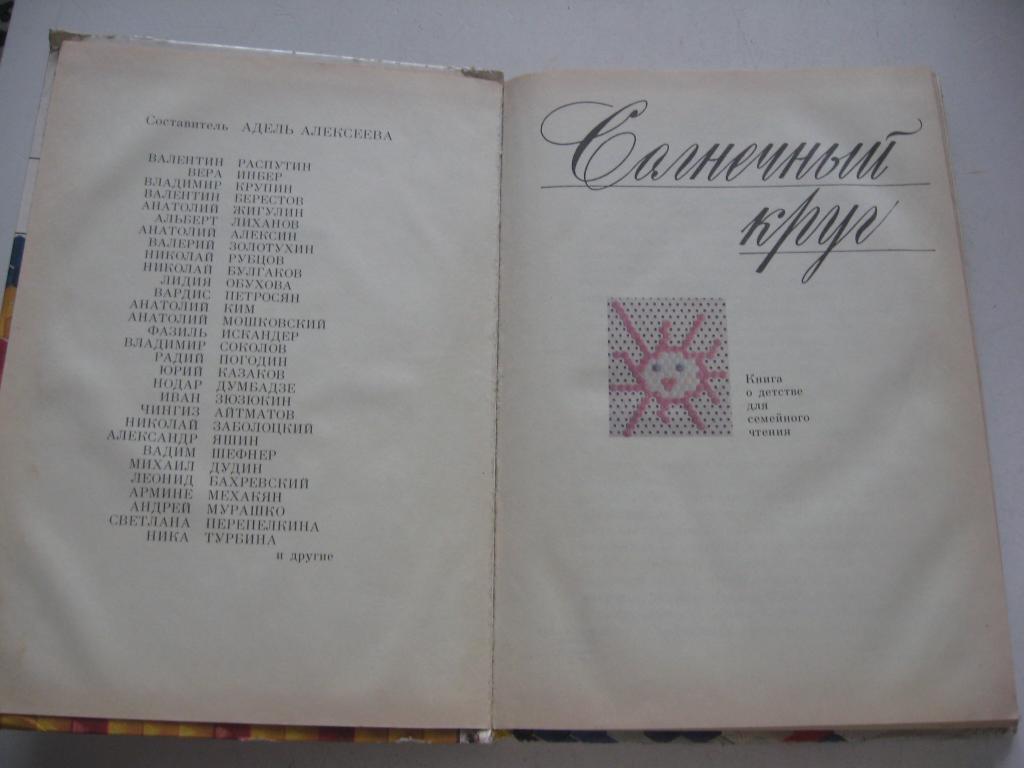 Составитель АДЕЛЬ АЛЕКСЕЕВА
ВАЛЕНТИН РАСПУТИН
ВЕРА ИНБЕР
ВЛАДИМИР КРУПИН
ВАЛЕНТИН БЕРЕСТОВ
АНАТОЛИЙ ЖИГУЛИН
АЛЬБЕРТ ЛИХАНОВ
АНАТОЛИЙ АЛЕКСИН
ВАЛЕРИЙ ЗОЛОТУХИН
НИКОЛАЙ РУБЦОВ
НИКОЛАЙ БУЛГАКОВ
ЛИДИЯ ОБУХОВА
ВАРДИС ПЕТРОСЯН
АНАТОЛИЙ КИМ
АНАТОЛИЙ МОШКОВСКИЙ
ФАЗИЛЬ ИСКАНДЕР
ВЛАДИМИР СОКОЛОВ
РАДИЙ ПОГОДИН
ЮРИЙ КАЗАКОВ
НОДАР ДУМБАДЗЕ
ИВАН ЗЮЗЮКИН
ЧИНГИЗ АЙТМАТОВ
НИКОЛАЙ ЗАБОЛОЦКИЙ
АЛЕКСАНДР ЯШИН
ВАДИМ ШЕФНЕР
МИХАИЛ ДУДИН
ЛЕОНИД БАХРЕВСКИЙ
АРМИНЕ МЕХАКЯН
АНДРЕЙ МУРАШКО
СВЕТЛАНА ПЕРЕПЕЛКИНА
НИКА ТУРБИНА
и другие
Солнечный
круг
Книга
о детстве
для
семейного
чтения